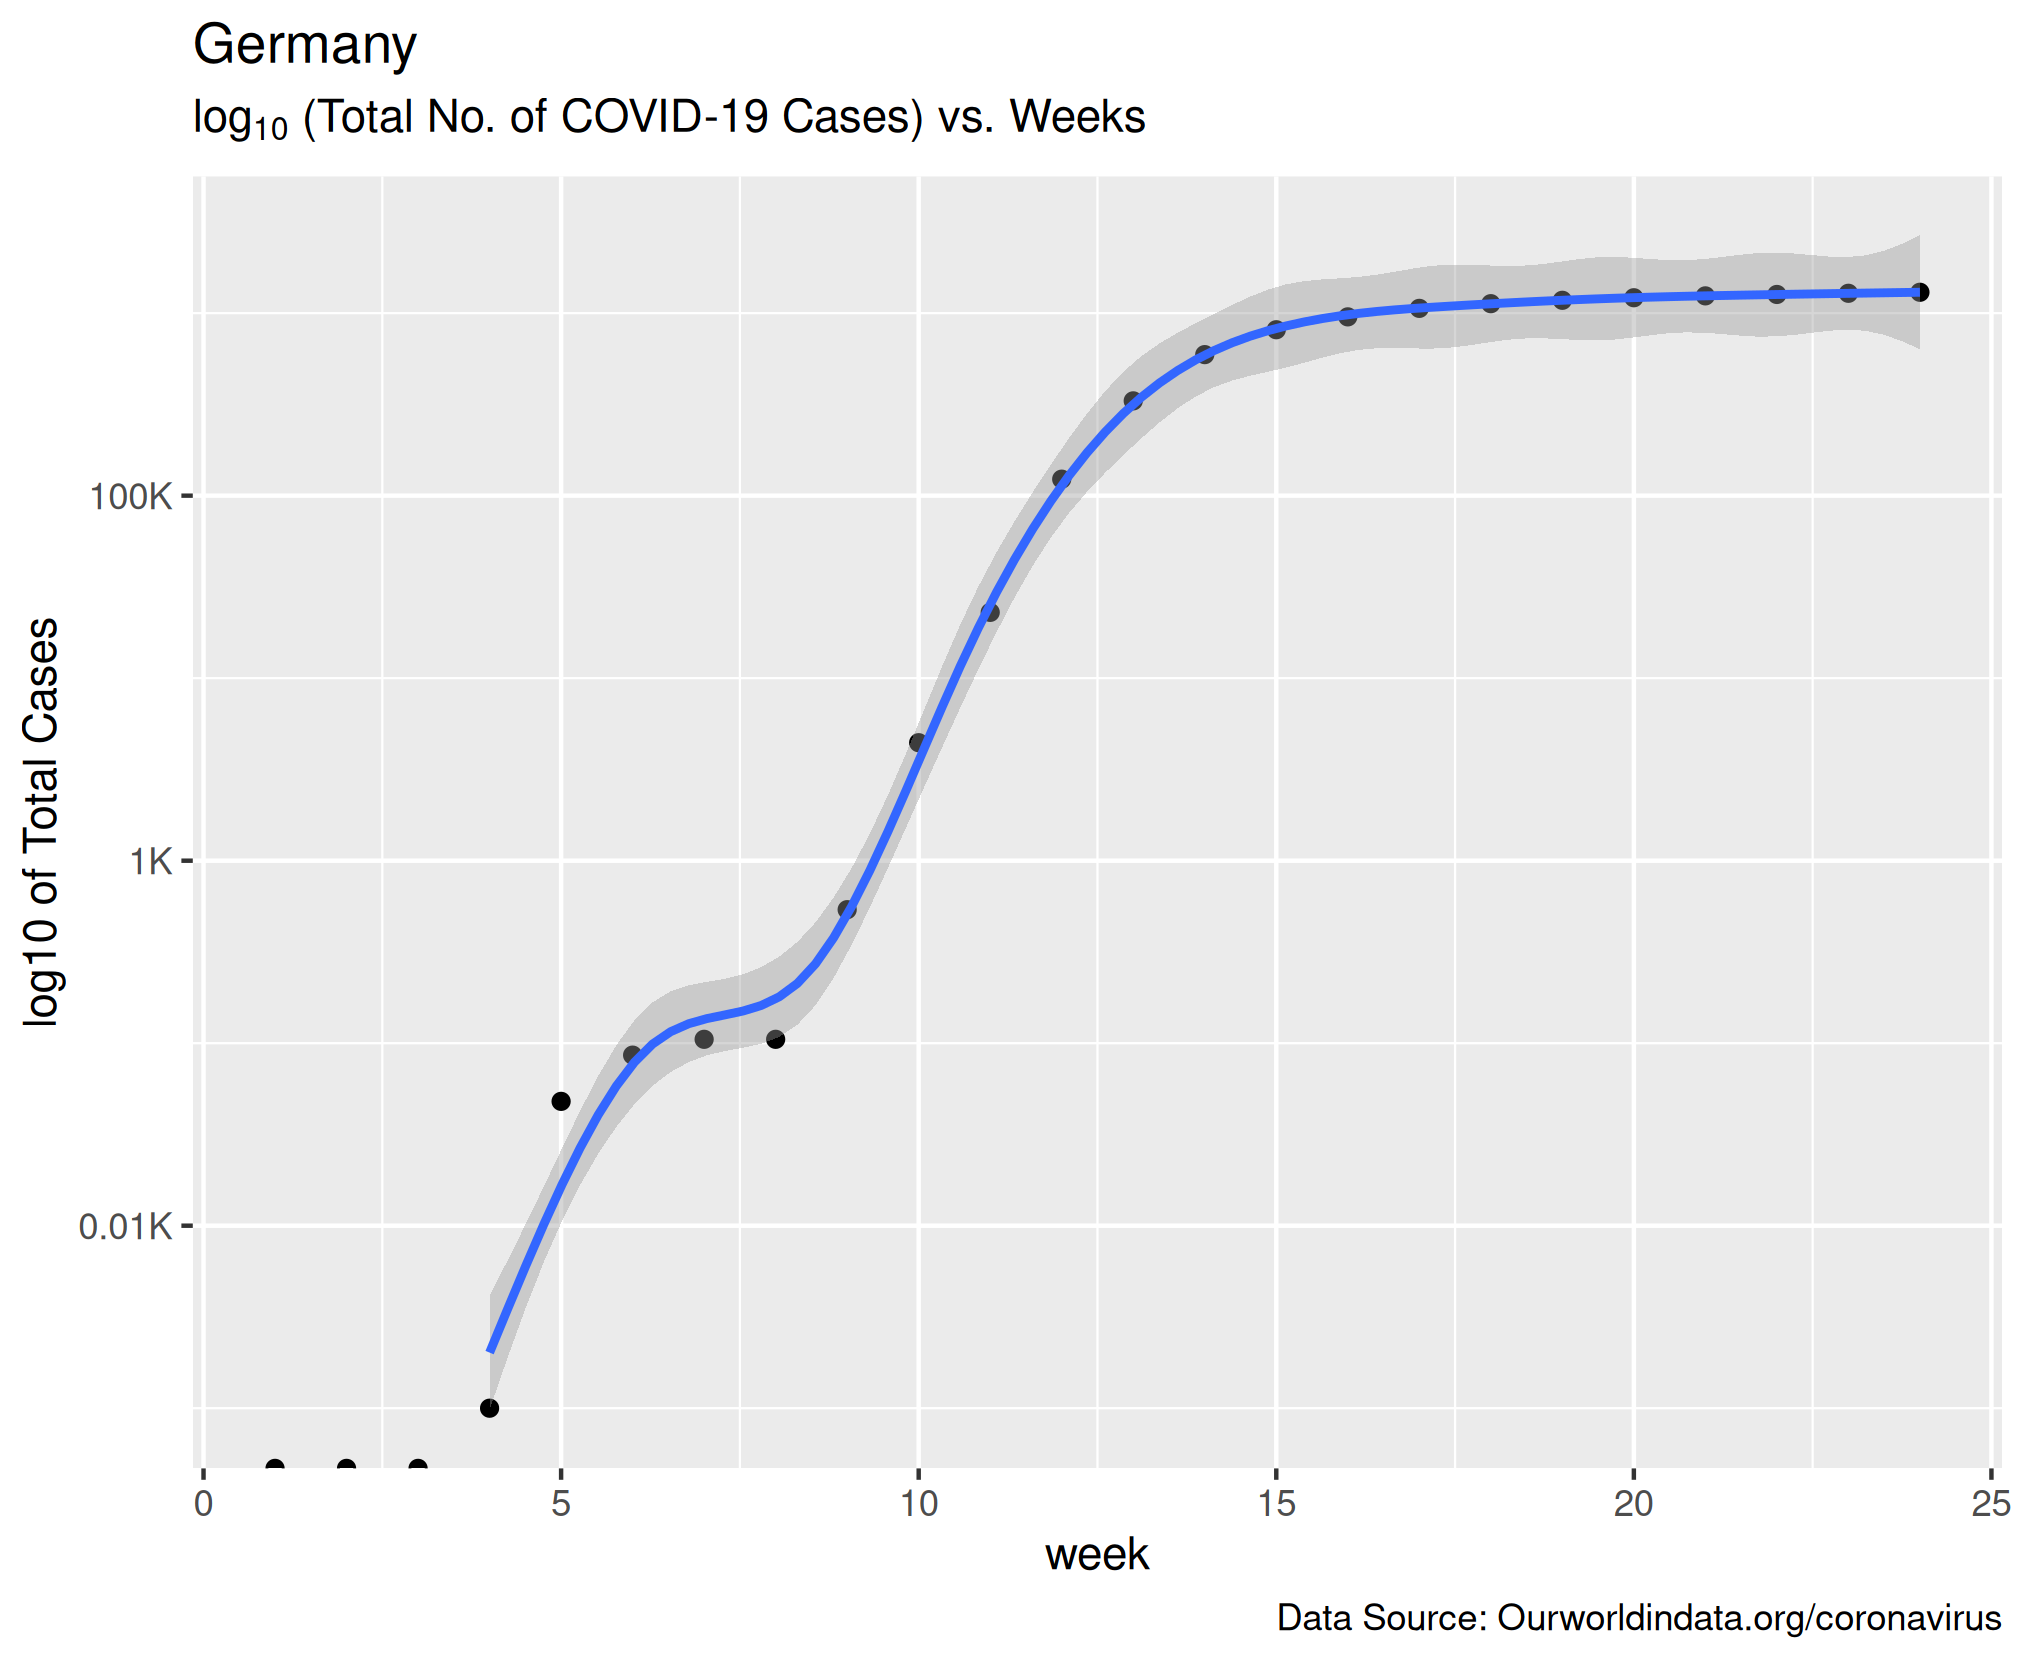 Germany
log₁₀ (Total No. of COVID-19 Cases) vs. Weeks
log10 of Total Cases
100K
1K
0.01K
0 5 10 15 20 25
week
Data Source: Ourworldindata.org/coronavirus